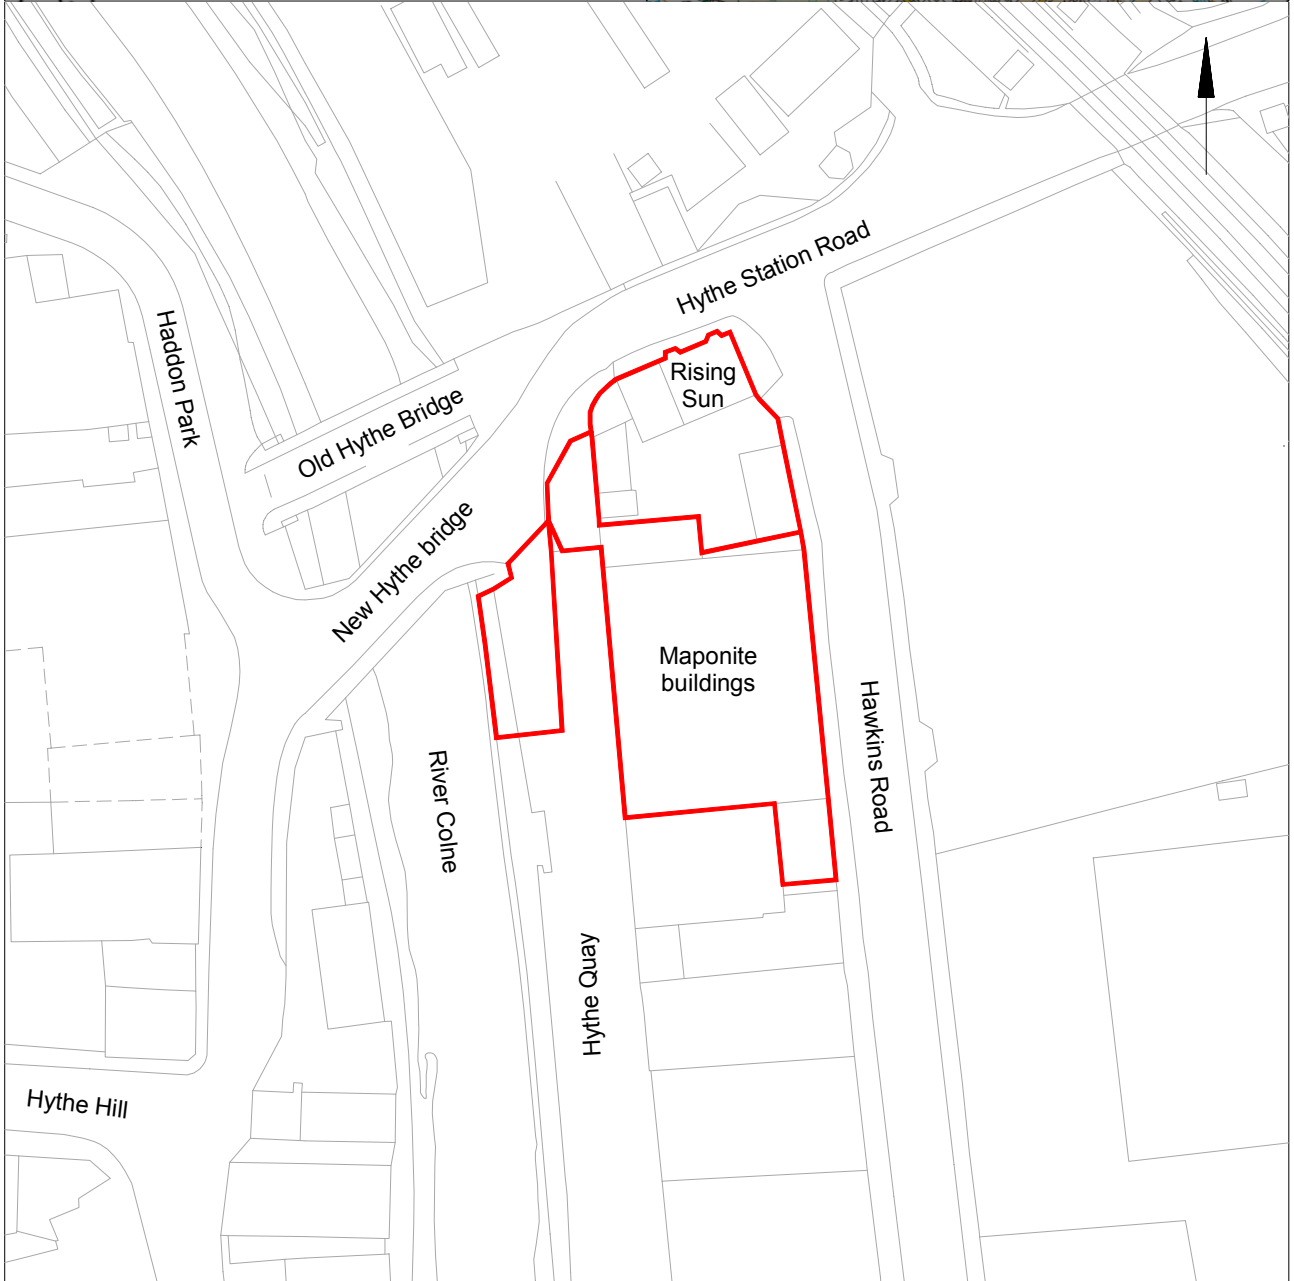 Hythe Station Road
Haddon Park
Rising
Sun
Old Hythe Bridge
New Hythe bridge
Maponite
buildings
Hawkins Road
River Colne
Hythe Quay
Hythe Hill